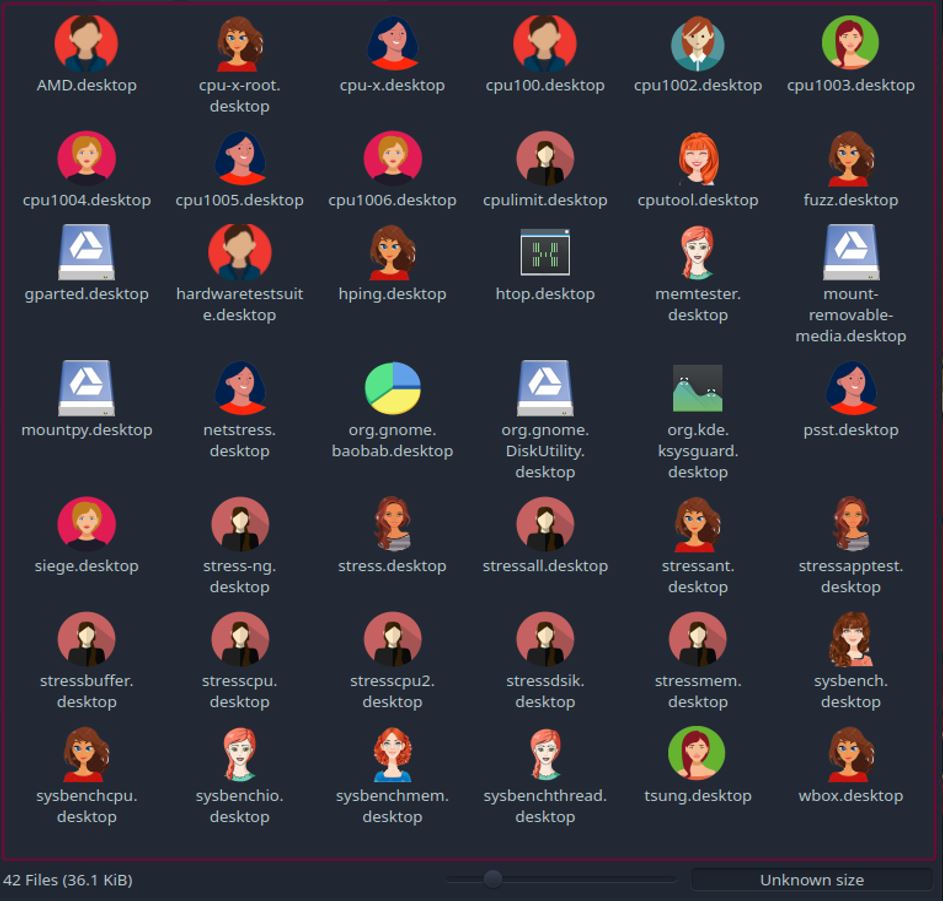 AMD.desktop
cpu-x-root.
desktop
cpu-x.desktop
cpu100.desktop
cpu1002.desktop
cpu1003.desktop
cpu1004.desktop
cpu1005.desktop
cpu1006.desktop
cpulimit.desktop
cputool.desktop
fuzz.desktop
gparted.desktop
hardwaretestsuit
e.desktop
hping.desktop
htop.desktop
memtester.
desktop
mount-
removable-
media.desktop
mountpy.desktop
netstress.
desktop
org.gnome.
baobab.desktop
org.gnome.
DiskUtility.
desktop
org.kde.
ksysguard.
desktop
psst.desktop
siege.desktop
stress-ng.
desktop
stress.desktop
stressall.desktop
stressant.
desktop
stressapptest.
desktop
stressbuffer.
desktop
stresscpu.
desktop
stresscpu2.
desktop
stressdsik.
desktop
stressmem.
desktop
sysbench.
desktop
sysbenchcpu.
desktop
sysbenchio.
desktop
sysbenchmem.
desktop
sysbenchthread.
desktop
tsung.desktop
wbox.desktop
42 Files (36.1 KiB)
Unknown size